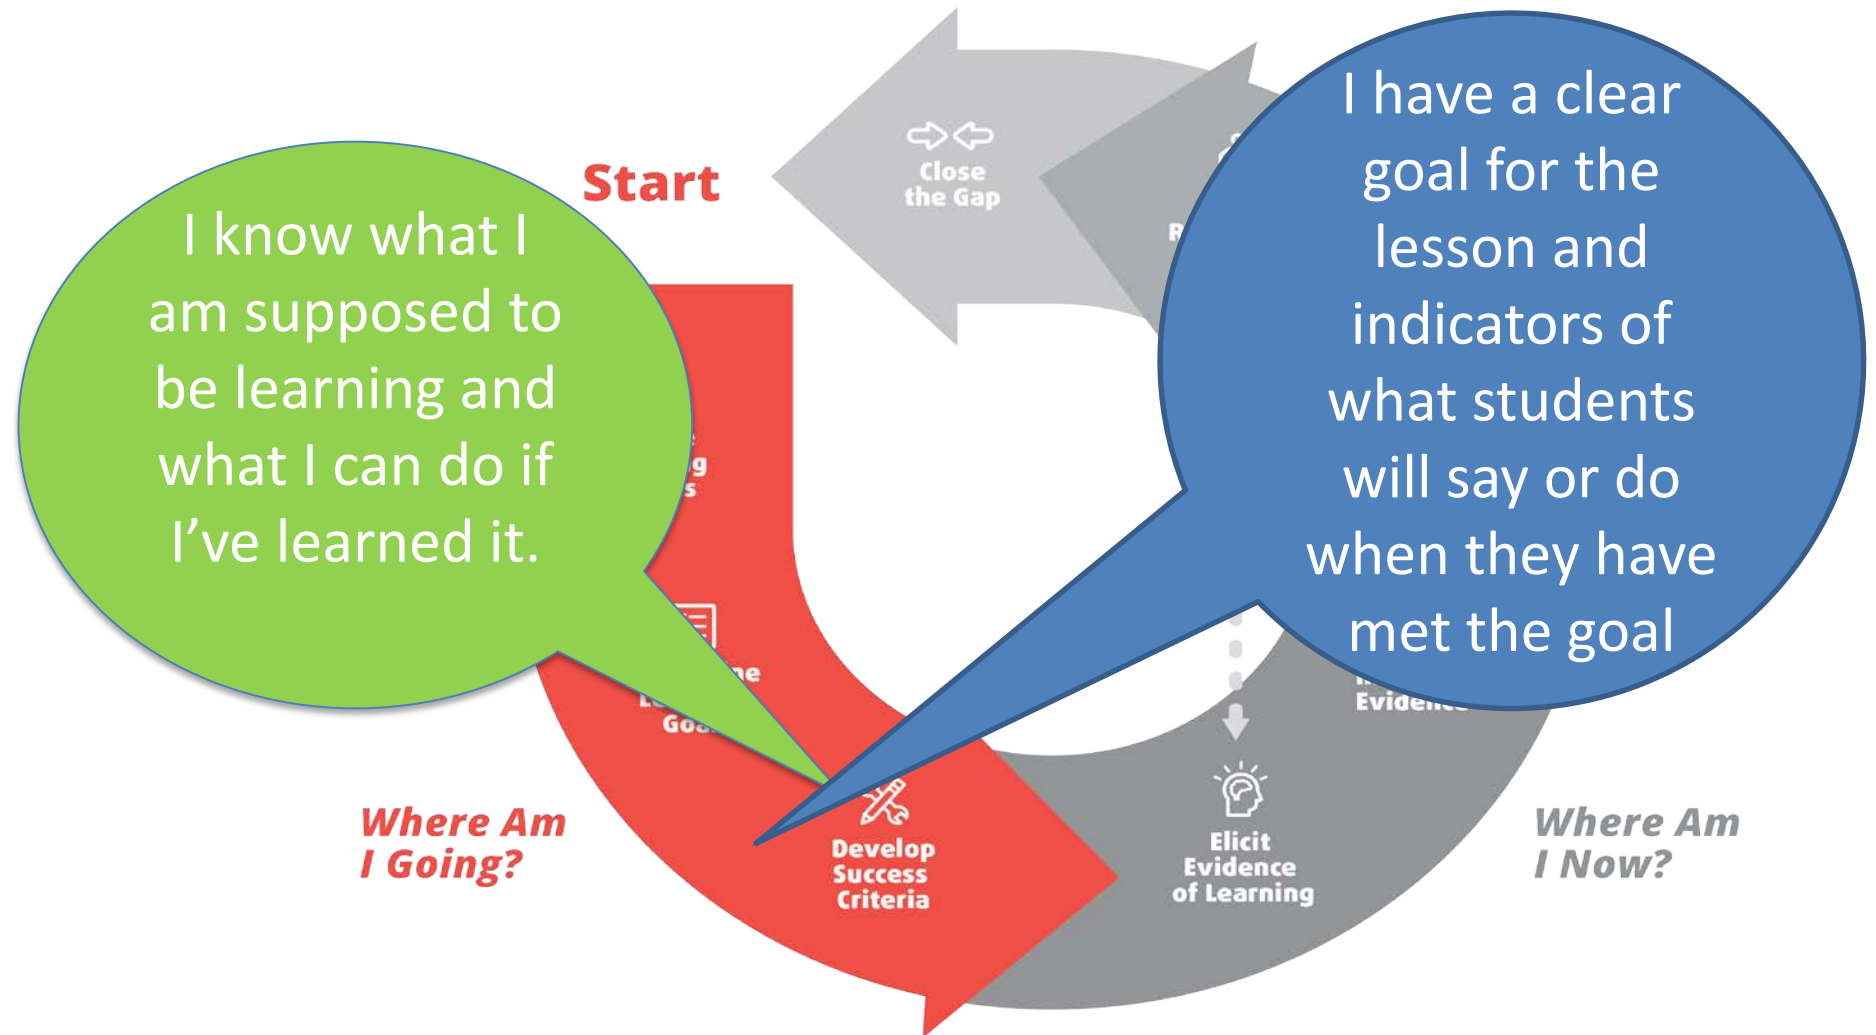 Start
Close
the Gap
I know what I
am supposed to
be learning and
what I can do if
I’ve learned it.
I have a clear
goal for the
lesson and
indicators of
what students
will say or do
when they have
met the goal
Where Am
I Going?
Develop
Success
Criteria
Elicit
Evidence
of Learning
Evidence
Where Am
I Now?